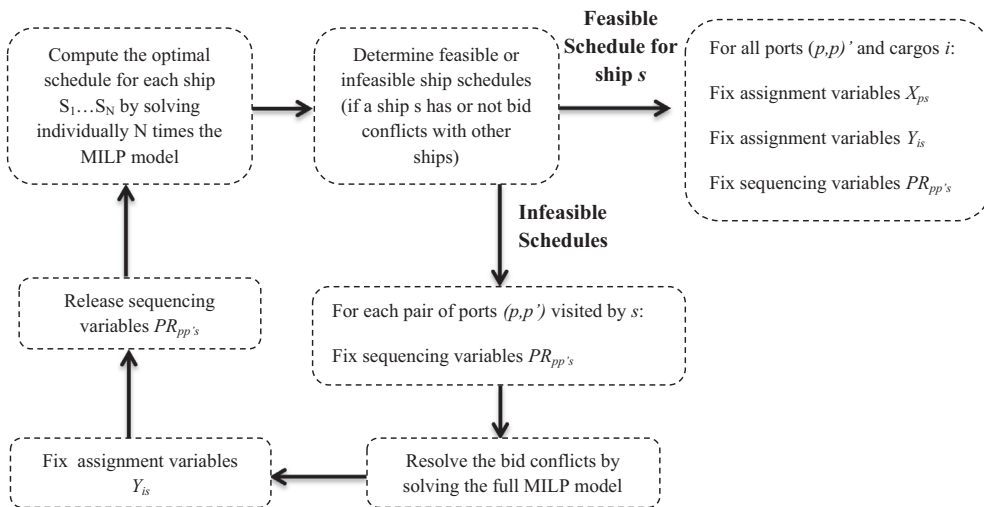 Compute the optimal
schedule for each ship
S1…SN by solving
individually N times the
MILP model
Determine feasible or
infeasible ship schedules
(if a ship s has or not bid
conflicts with other
ships)
Feasible
Schedule for
ship s
For all ports (p,p)’ and cargos i:
Fix assignment variables Xps
Fix assignment variables Yis
Fix sequencing variables PRpp’s
Infeasible
Schedules
For each pair of ports (p,p’) visited by s:
Fix sequencing variables PRpp’s
Resolve the bid conflicts by
solving the full MILP model
Fix assignment variables
Yis
Release sequencing
variables PRpp’s